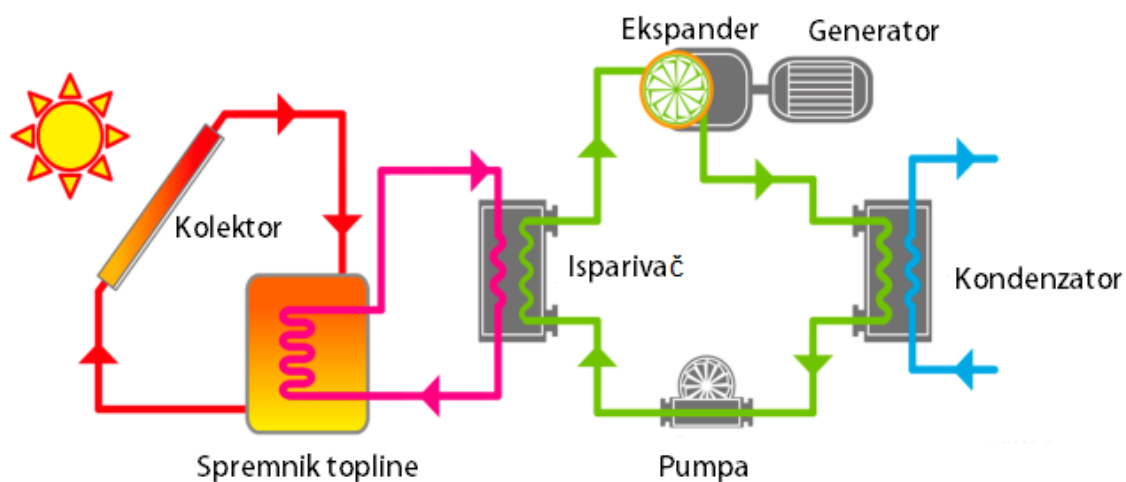 Ekspander
Generator
Kolektor
Isparivač
Kondenzator
Spremnik topline
Pumpa